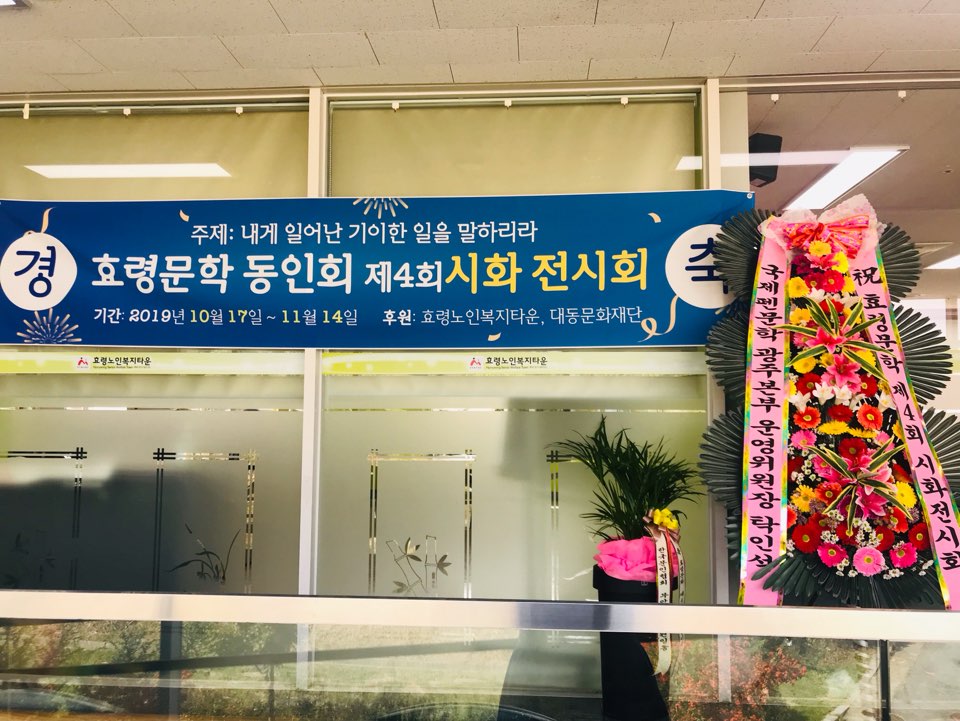 주제: 내게 일어난 기이한 일을 말하리라
경
효령문학 동인회 제4회 시화 전시회
축
기간: 2019년 10월 17일 ~ 11월 14일 후원: 효령노인복지타운, 대동문화재단
효령노인복지타운
효령노인복지타운
국제펜문학 광주본부 운영위원장 탁인석
祝 효령문학 제4회 시화전시회